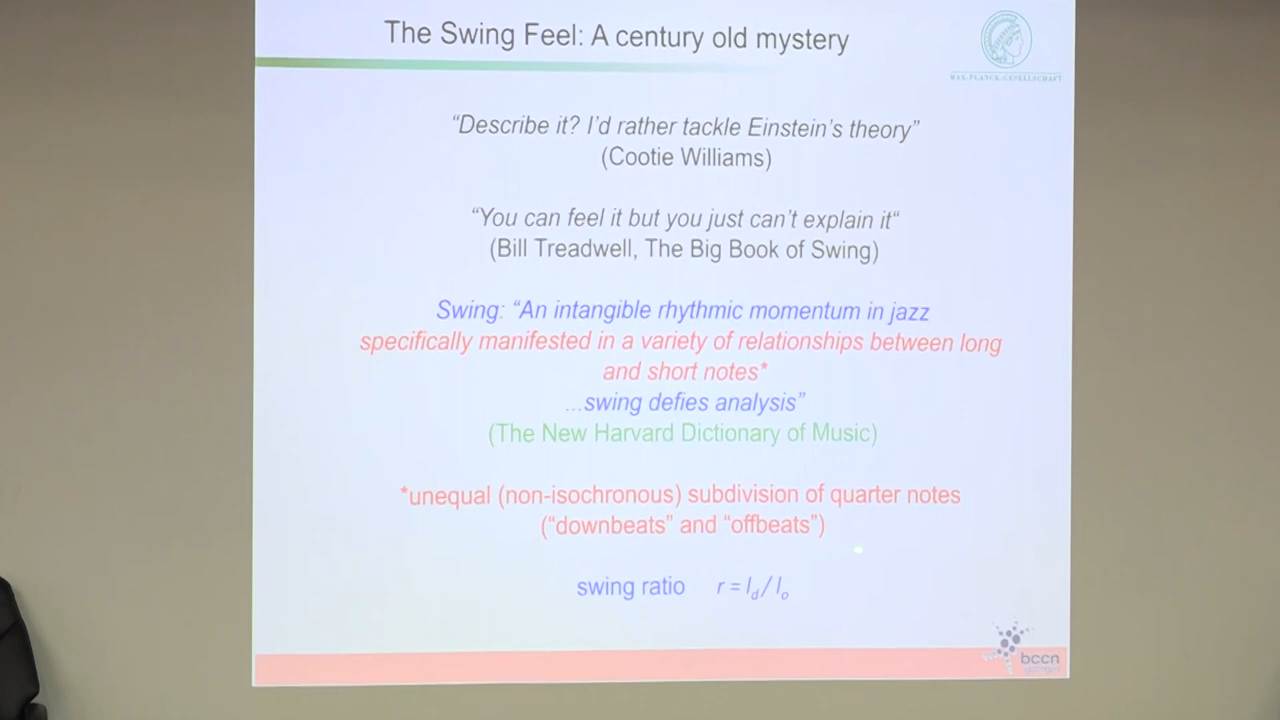 The Swing Feel: A century old mystery
MAX-PLANCK-GESELLSCHAFT
“Describe it? I’d rather tackle Einstein’s theory”
(Cootie Williams)
“You can feel it but you just can’t explain it“
(Bill Treadwell, The Big Book of Swing)
Swing: “An intangible rhythmic momentum in jazz
specifically manifested in a variety of relationships between long
and short notes*
...swing defies analysis”
(The New Harvard Dictionary of Music)
*unequal (non-isochronous) subdivision of quarter notes
(“downbeats” and “offbeats”)
swing ratio r = l_d / l_o
bccn